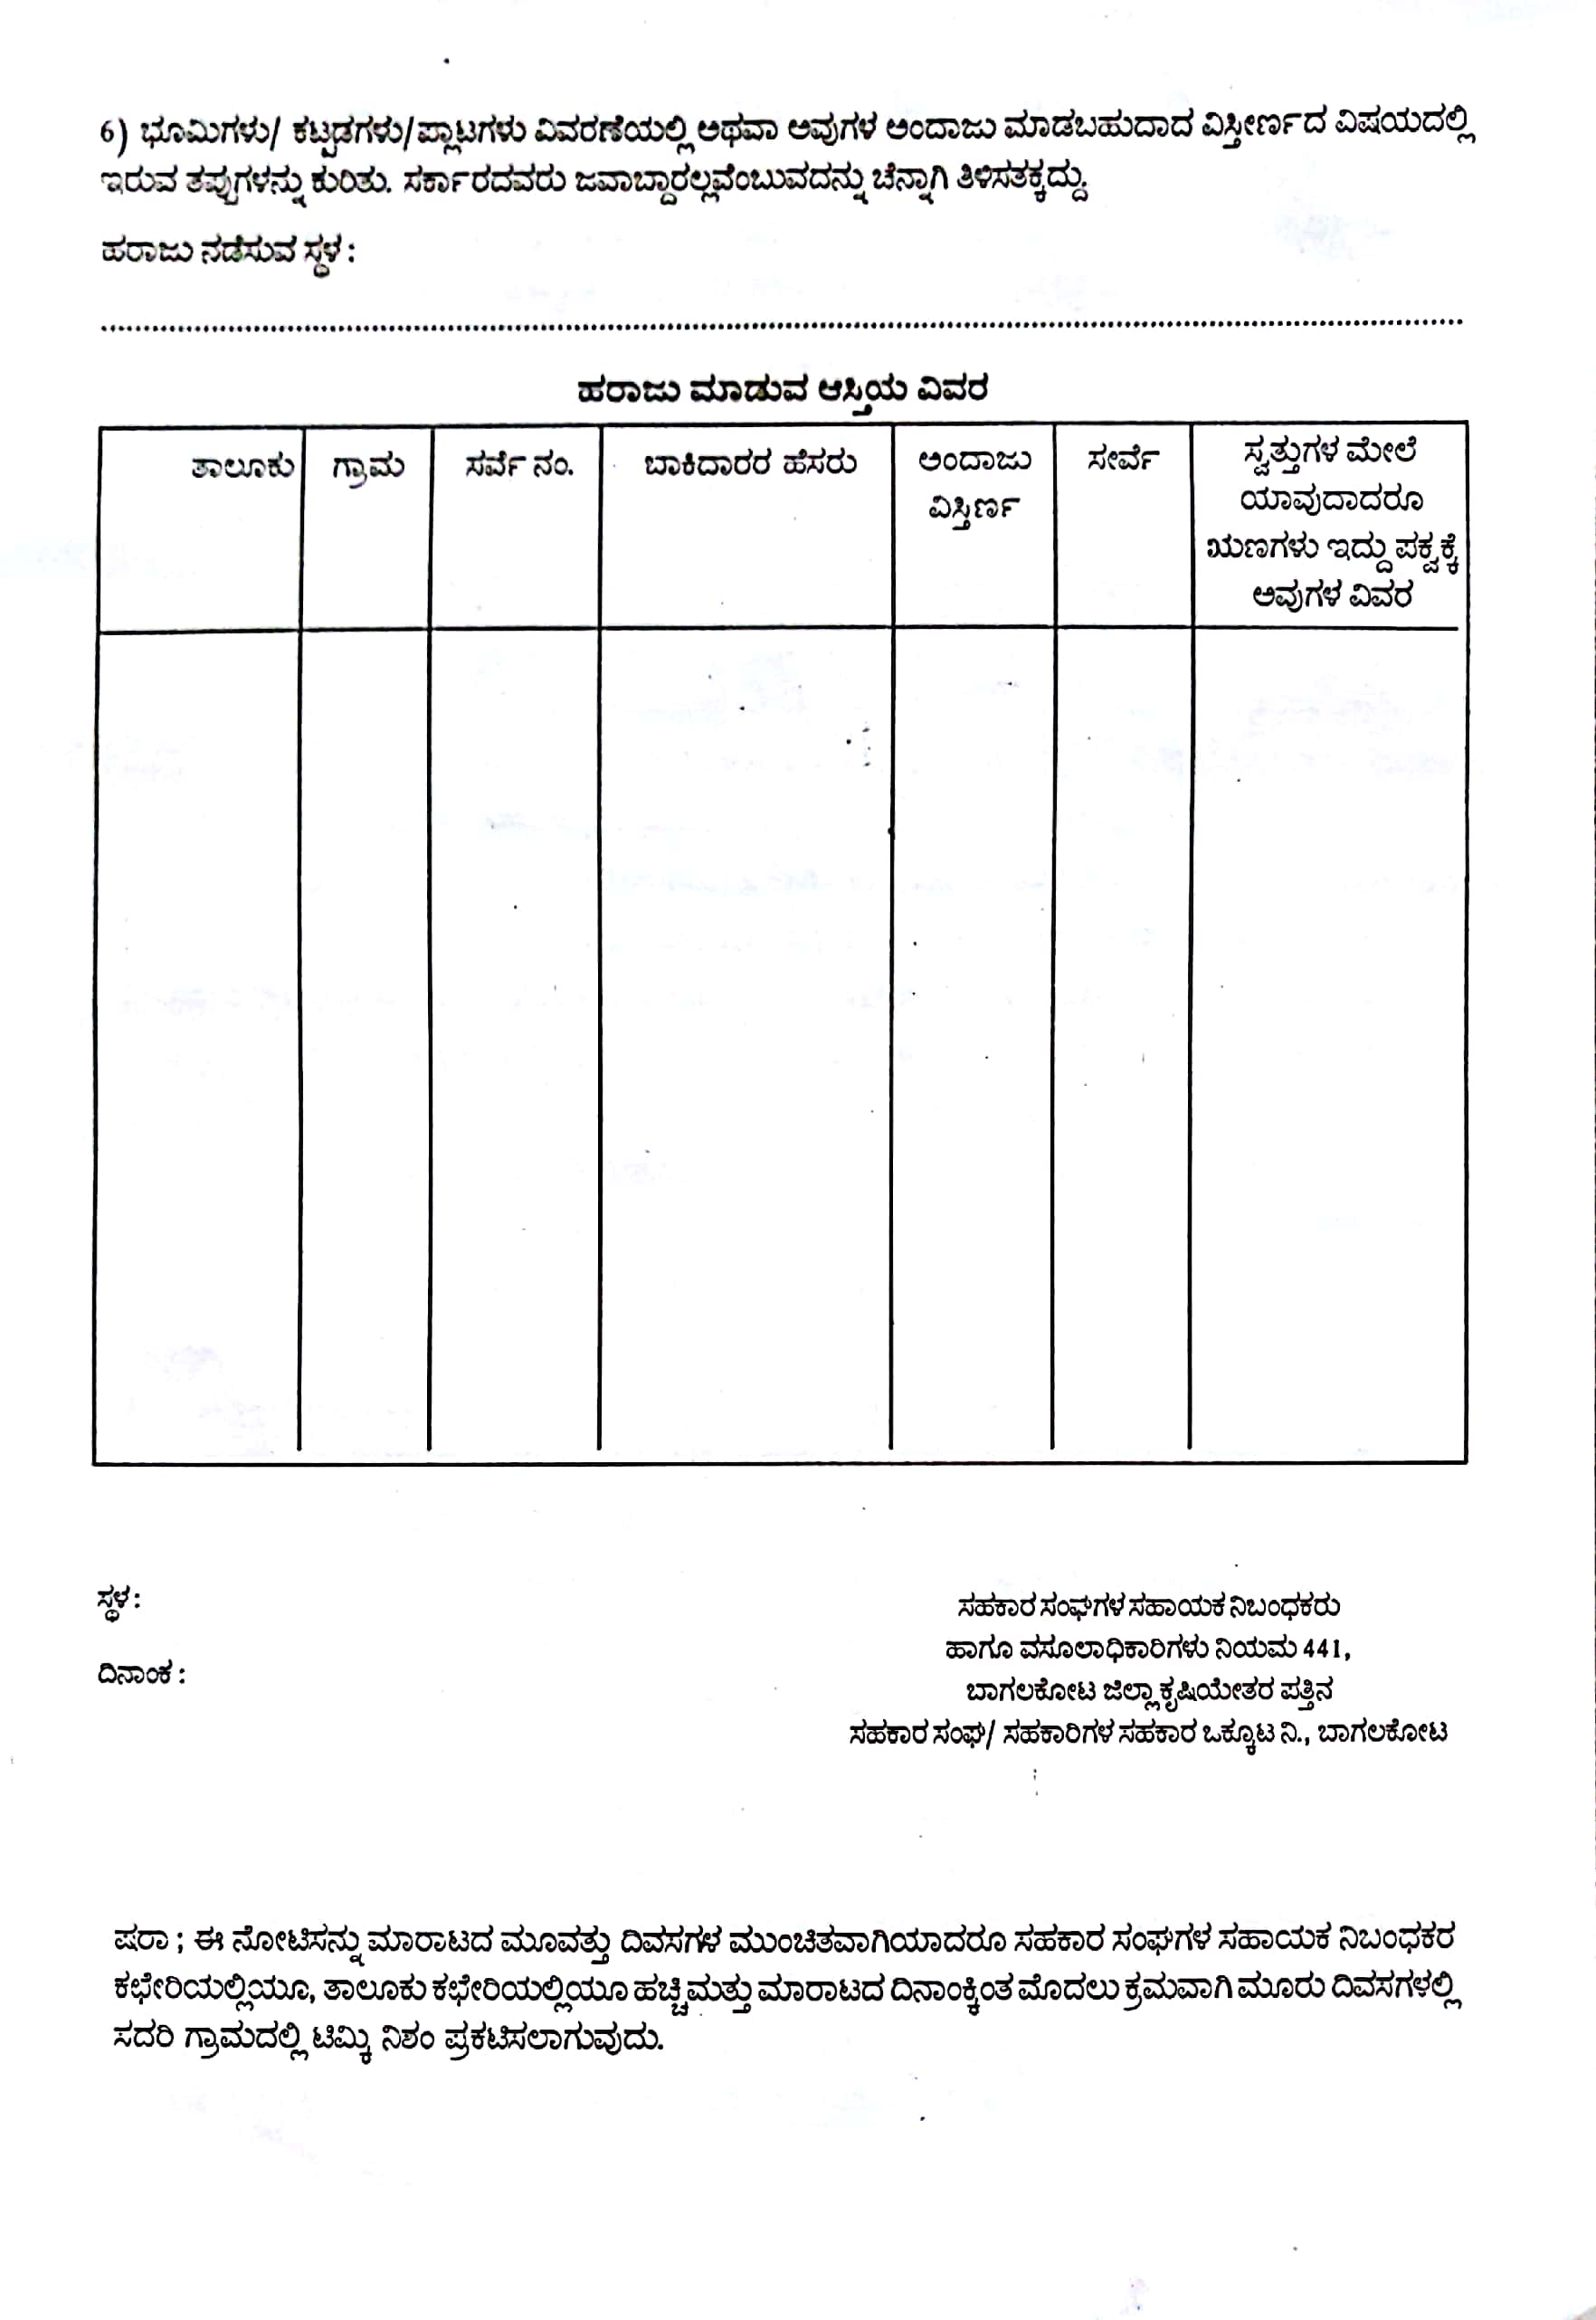 6) ಭೂಮಿಗಳು/ ಕಟ್ಟಡಗಳು/ಪ್ಲಾಟಗಳು ವಿವರಣೆಯಲ್ಲಿ ಅಥವಾ ಅವುಗಳ ಅಂದಾಜು ಮಾಡಬಹುದಾದ ವಿಸ್ತೀರ್ಣದ ವಿಷಯದಲ್ಲಿ
ಇರುವ ತಪ್ಪುಗಳನ್ನು ಕುರಿತು. ಸರ್ಕಾರದವರು ಜವಾಬ್ದಾರಲ್ಲವೆಂಬುವದನ್ನು ಚೆನ್ನಾಗಿ ತಿಳಿಸತಕ್ಕದ್ದು.
ಹರಾಜು ನಡೆಸುವ ಸ್ಥಳ :
ಹರಾಜು ಮಾಡುವ ಆಸ್ತಿಯ ವಿವರ
ತಾಲೂಕು
ಗ್ರಾಮ
ಸರ್ವೆ ನಂ.
ಬಾಕಿದಾರರ ಹೆಸರು
ಅಂದಾಜು
ವಿಸ್ತಿರ್ಣ
ಸೇರ್ವೆ
ಸ್ವತ್ತುಗಳ ಮೇಲೆ
ಯಾವುದಾದರೂ
ಋಣಗಳು ಇದ್ದು ಪಕ್ವಕ್ಕೆ
ಅವುಗಳ ವಿವರ
ಸ್ಥಳ :
ದಿನಾಂಕ :
ಸಹಕಾರ ಸಂಘಗಳ ಸಹಾಯಕ ನಿಬಂಧಕರು
ಹಾಗೂ ವಸೂಲಾಧಿಕಾರಿಗಳು ನಿಯಮ 441,
ಬಾಗಲಕೋಟ ಜಿಲ್ಲಾ ಕೃಷಿಯೇತರ ಪತ್ತಿನ
ಸಹಕಾರ ಸಂಘ/ ಸಹಕಾರಿಗಳ ಸಹಕಾರ ಒಕ್ಕೂಟ ನಿ., ಬಾಗಲಕೋಟ
ಷರಾ ; ಈ ನೋಟಿಸನ್ನು ಮಾರಾಟದ ಮೂವತ್ತು ದಿವಸಗಳ ಮುಂಚಿತವಾಗಿಯಾದರೂ ಸಹಕಾರ ಸಂಘಗಳ ಸಹಾಯಕ ನಿಬಂಧಕರ
ಕಛೇರಿಯಲ್ಲಿಯೂ, ತಾಲೂಕು ಕಛೇರಿಯಲ್ಲಿಯೂ ಹಚ್ಚಿ ಮತ್ತು ಮಾರಾಟದ ದಿನಾಂಕ್ಕಿಂತ ಮೊದಲು ಕ್ರಮವಾಗಿ ಮೂರು ದಿವಸಗಳಲ್ಲಿ
ಸದರಿ ಗ್ರಾಮದಲ್ಲಿ ಟಿಮ್ಕಿ ನಿಶಂ ಪ್ರಕಟಿಸಲಾಗುವುದು.